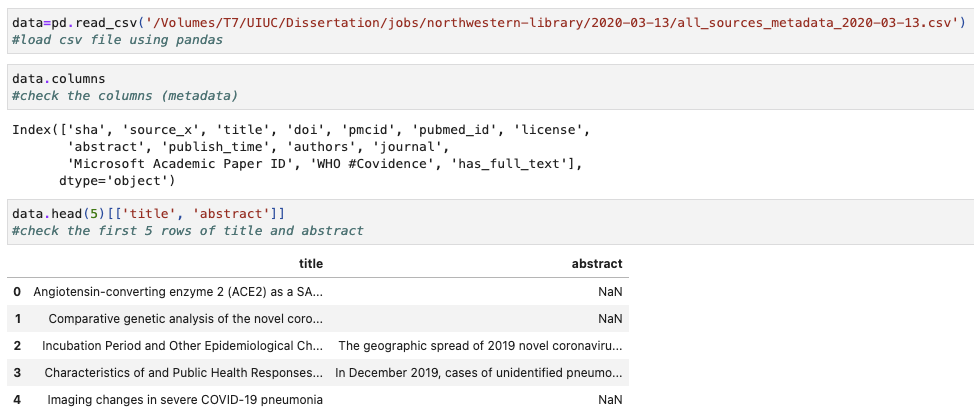 data=pd.read_csv('/Volumes/T7/UIUC/Dissertation/jobs/northwestern-library/2020-03-13/all_sources_metadata_2020-03-13.csv')
#load csv file using pandas
data.columns
#check the columns (metadata)
Index(['sha', 'source_x', 'title', 'doi', 'pmcid', 'pubmed_id', 'license',
       'abstract', 'publish_time', 'authors', 'journal',
       'Microsoft Academic Paper ID', 'WHO #Covidence', 'has_full_text'],
      dtype='object')
data.head(5)[['title', 'abstract']]
#check the first 5 rows of title and abstract
title abstract
0 Angiotensin-converting enzyme 2 (ACE2) as a SA... NaN
1 Comparative genetic analysis of the novel coro... NaN
2 Incubation Period and Other Epidemiological Ch... The geographic spread of 2019 novel coronaviru...
3 Characteristics of and Public Health Responses... In December 2019, cases of unidentified pneumo...
4 Imaging changes in severe COVID-19 pneumonia NaN